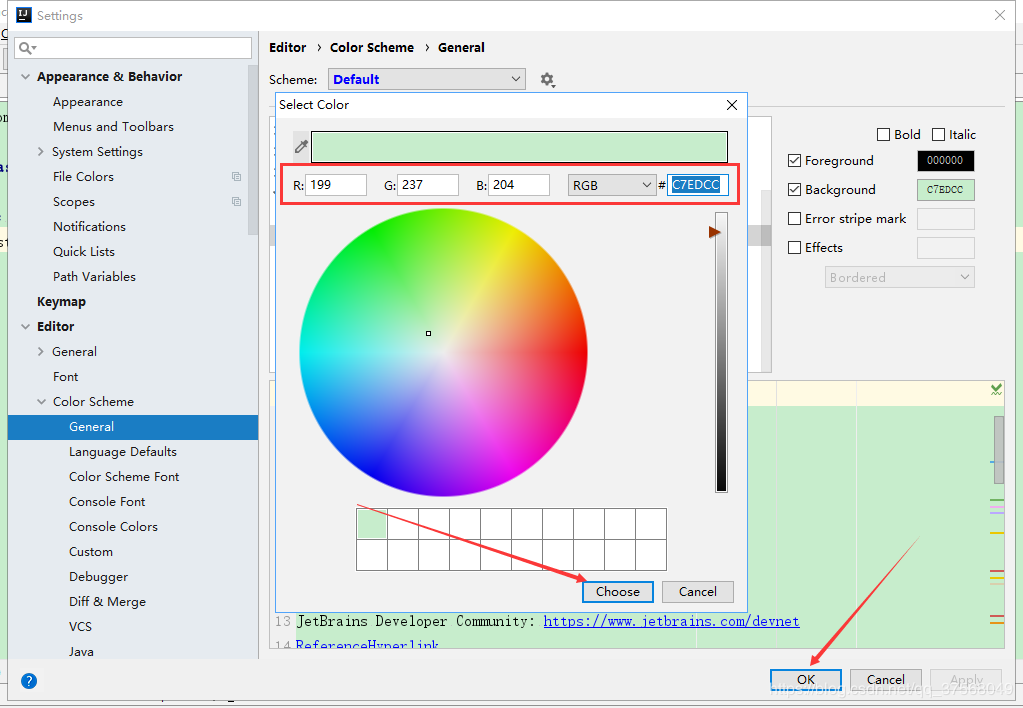 Settings
Editor › Color Scheme › General
Scheme: Default
Appearance & Behavior
Appearance
Menus and Toolbars
System Settings
File Colors
Scopes
Notifications
Quick Lists
Path Variables
Keymap
Editor
General
Font
Color Scheme
General
Language Defaults
Color Scheme Font
Console Font
Console Colors
Custom
Debugger
Diff & Merge
VCS
Java
Select Color
R: 199 G: 237 B: 204 RGB # C7EDCC
Choose Cancel
Bold Italic
Foreground 000000
Background C7EDCC
Error stripe mark
Effects
Bordered
13 JetBrains Developer Community: https://www.jetbrains.com/devnet
14 ReferenceHyperlink
? OK Cancel Apply
https://blog.csdn.net/qq_37568049